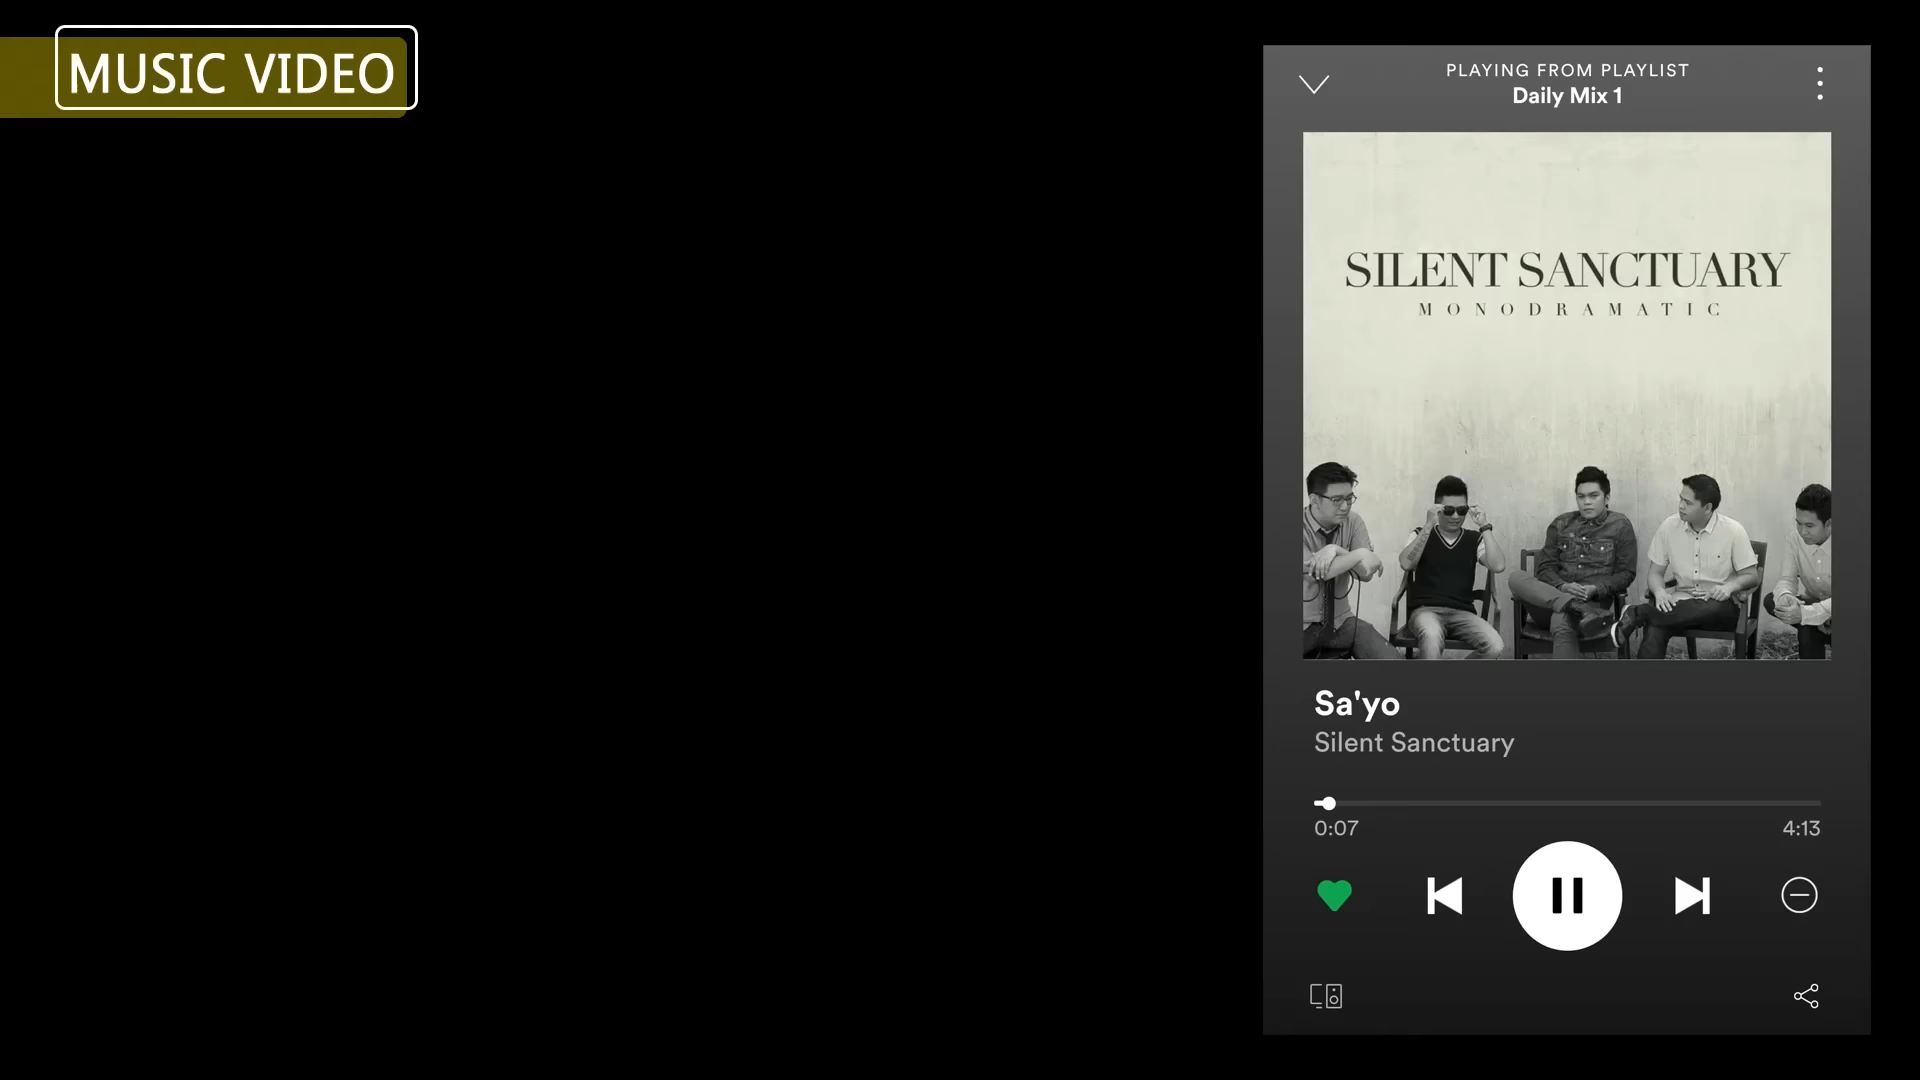 MUSIC VIDEO
PLAYING FROM PLAYLIST
Daily Mix 1
SILENT SANCTUARY
MONODRAMATIC
Sa'yo
Silent Sanctuary
0:07
4:13